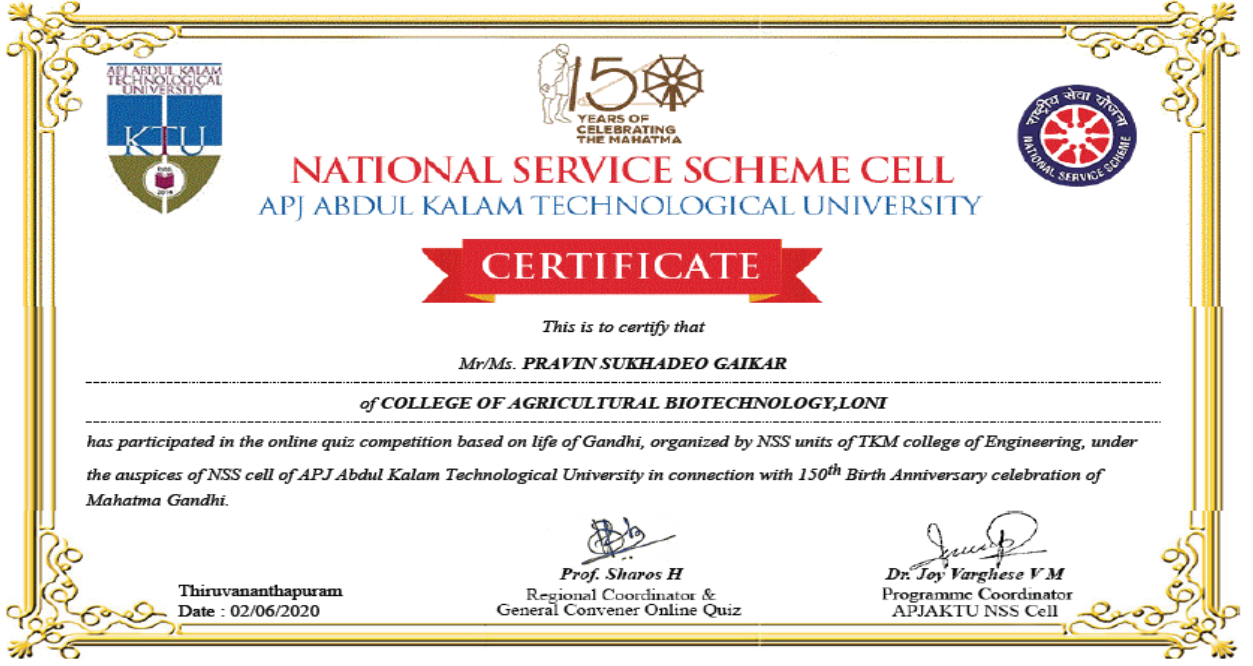 APJ ABDUL KALAM
TECHNOLOGICAL
UNIVERSITY
KTU
2014
150
YEARS OF
CELEBRATING
THE MAHATMA
राष्ट्रीय सेवा योजना
NATIONAL SERVICE SCHEME
NATIONAL SERVICE SCHEME CELL
APJ ABDUL KALAM TECHNOLOGICAL UNIVERSITY
CERTIFICATE
This is to certify that
Mr/Ms. PRAVIN SUKHADEO GAIKAR
of COLLEGE OF AGRICULTURAL BIOTECHNOLOGY,LONI
has participated in the online quiz competition based on life of Gandhi, organized by NSS units of TKM college of Engineering, under
the auspices of NSS cell of APJ Abdul Kalam Technological University in connection with 150th Birth Anniversary celebration of
Mahatma Gandhi.
Thiruvananthapuram
Date : 02/06/2020
Prof. Sharos H
Regional Coordinator &
General Convener Online Quiz
Dr. Joy Varghese V M
Programme Coordinator
APJAKTU NSS Cell